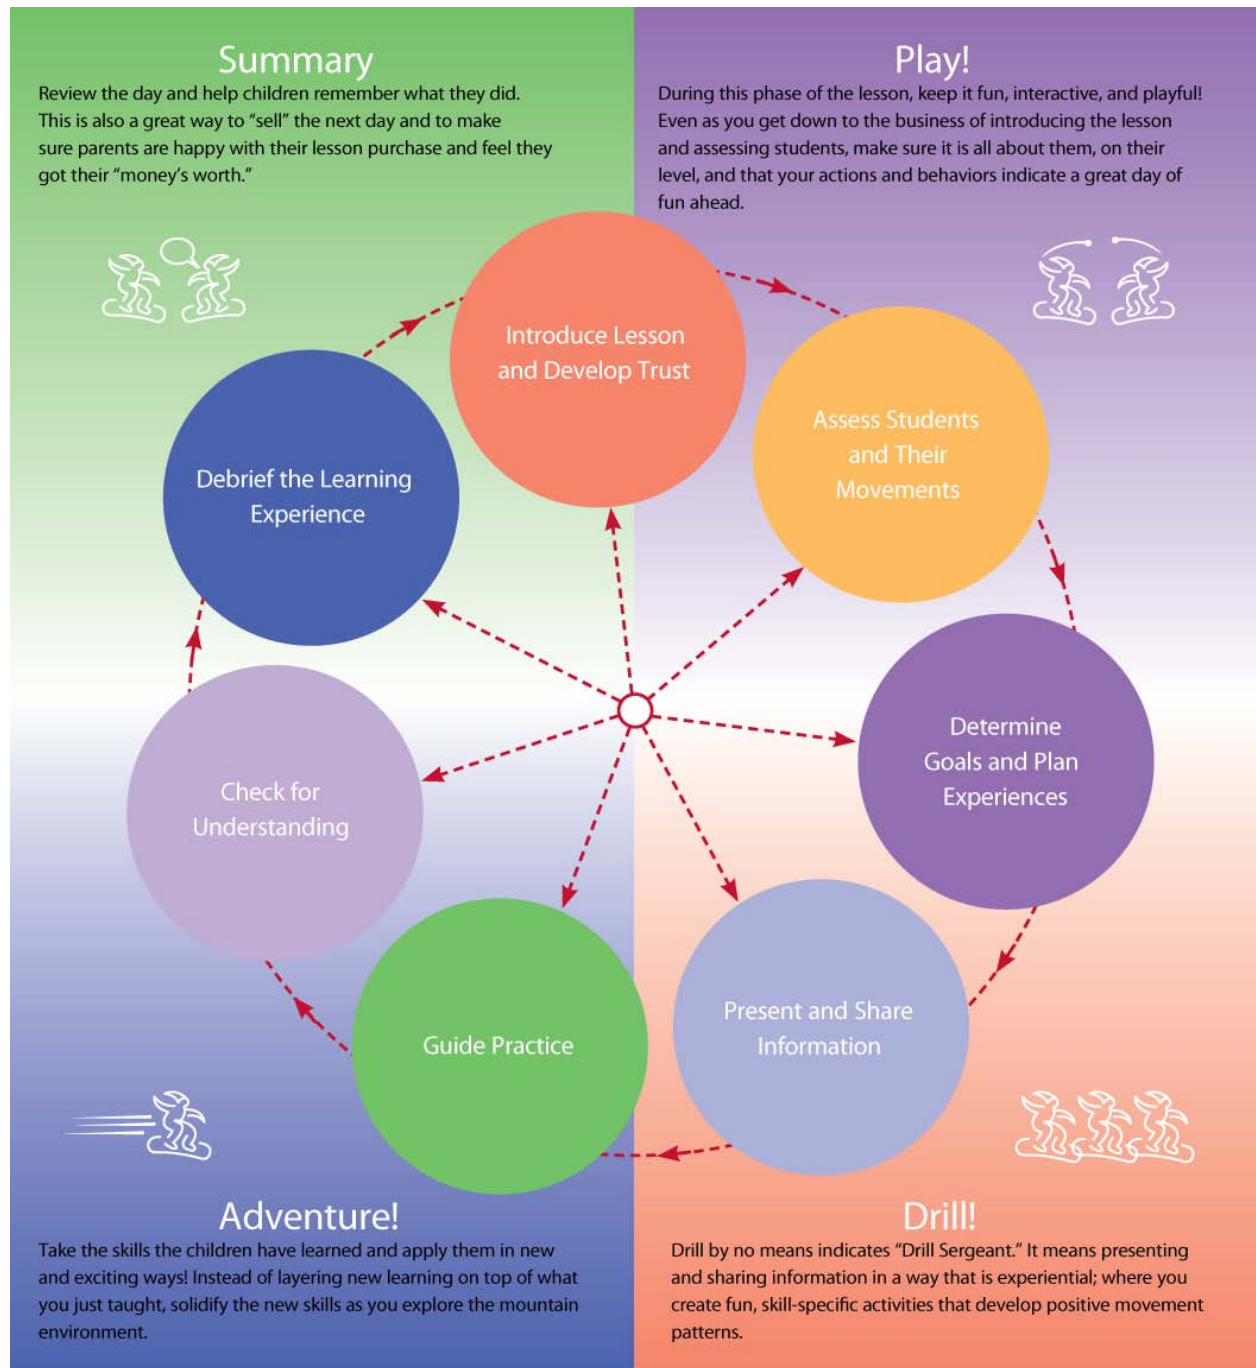 Summary
Review the day and help children remember what they did.
This is also a great way to “sell” the next day and to make
sure parents are happy with their lesson purchase and feel they
got their “money’s worth.”
Play!
During this phase of the lesson, keep it fun, interactive, and playful!
Even as you get down to the business of introducing the lesson
and assessing students, make sure it is all about them, on their
level, and that your actions and behaviors indicate a great day of
fun ahead.
Introduce Lesson
and Develop Trust
Assess Students
and Their
Movements
Debrief the Learning
Experience
Determine
Goals and Plan
Experiences
Check for
Understanding
Present and Share
Information
Guide Practice
Adventure!
Take the skills the children have learned and apply them in new
and exciting ways! Instead of layering new learning on top of what
you just taught, solidify the new skills as you explore the mountain
environment.
Drill!
Drill by no means indicates “Drill Sergeant.” It means presenting
and sharing information in a way that is experiential; where you
create fun, skill-specific activities that develop positive movement
patterns.